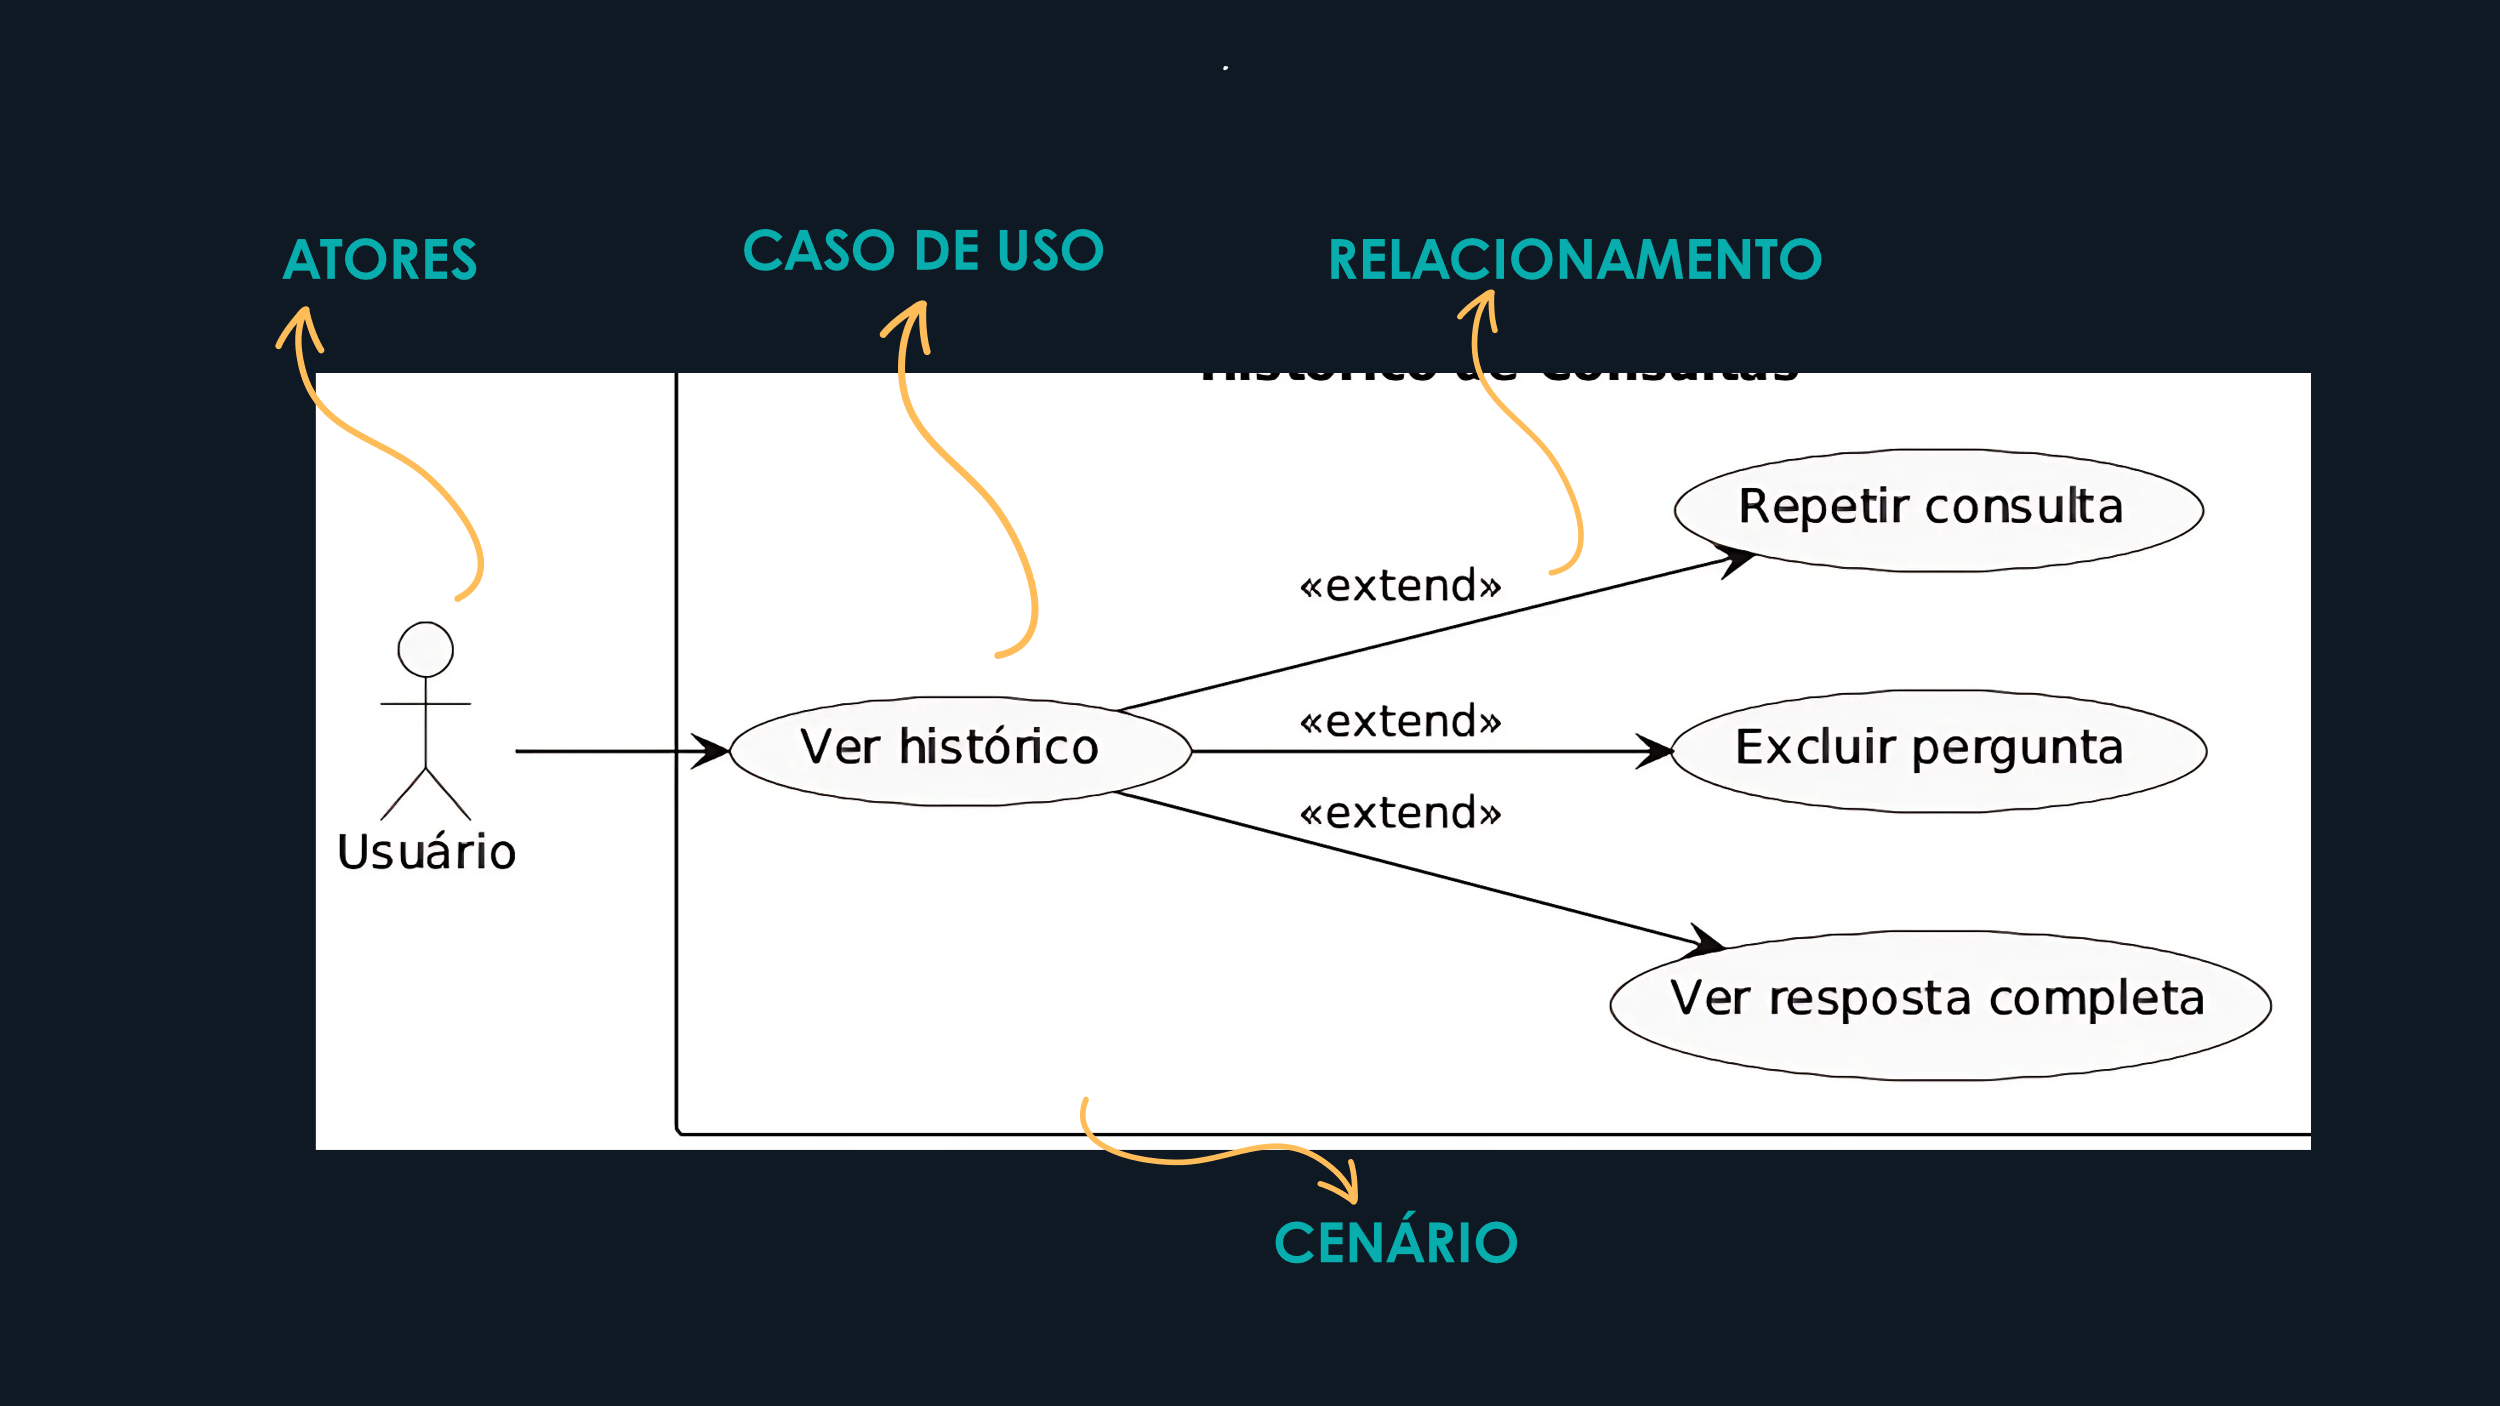 ATORES
CASO DE USO
RELACIONAMENTO
Repetir consulta
«extend»
«extend»
Ver histórico
Excluir pergunta
«extend»
Usuário
Ver resposta completa
CENÁRIO